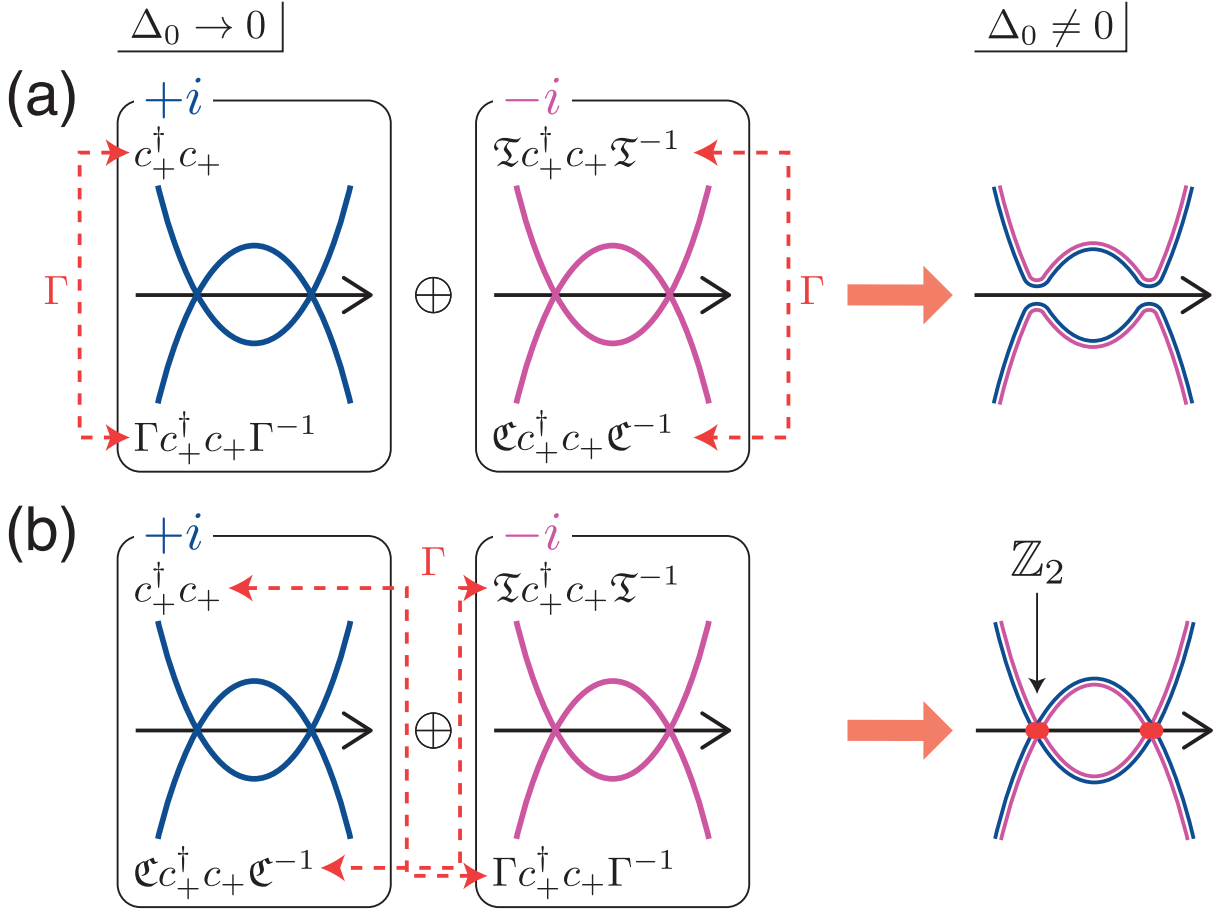 Δ₀ → 0
Δ₀ ≠ 0
(a)
+i
−i
c₊†c₊
𝔗c₊†c₊𝔗⁻¹
Γ
⊕
Γ
Γc₊†c₊Γ⁻¹
ℭc₊†c₊ℭ⁻¹
(b)
+i
−i
Γ
c₊†c₊
𝔗c₊†c₊𝔗⁻¹
ℤ₂
⊕
ℭc₊†c₊ℭ⁻¹
Γc₊†c₊Γ⁻¹